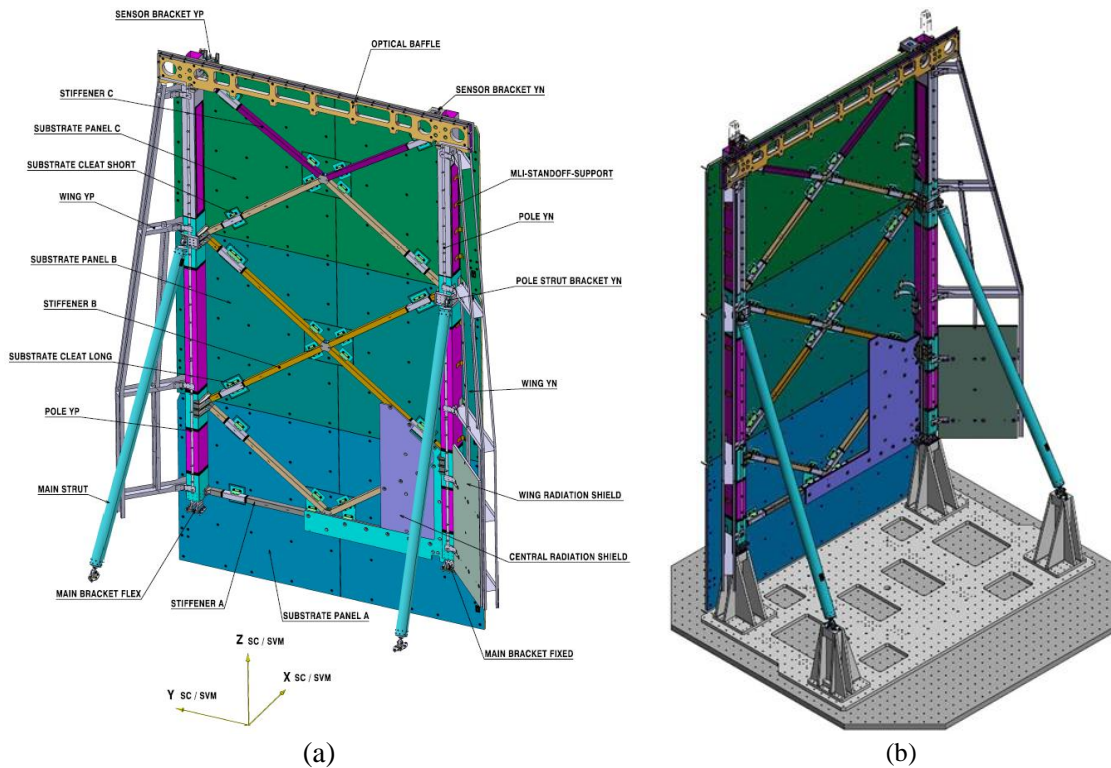 SENSOR BRACKET YP
OPTICAL BAFFLE
SENSOR BRACKET YN
STIFFENER C
SUBSTRATE PANEL C
SUBSTRATE CLEAT SHORT
MLI-STANDOFF-SUPPORT
WING YP
POLE YN
SUBSTRATE PANEL B
POLE STRUT BRACKET YN
STIFFENER B
SUBSTRATE CLEAT LONG
WING YN
POLE YP
MAIN STRUT
WING RADIATION SHIELD
CENTRAL RADIATION SHIELD
MAIN BRACKET FLEX
STIFFENER A
SUBSTRATE PANEL A
MAIN BRACKET FIXED
Z SC / SVM
X SC / SVM
Y SC / SVM
(a)
(b)